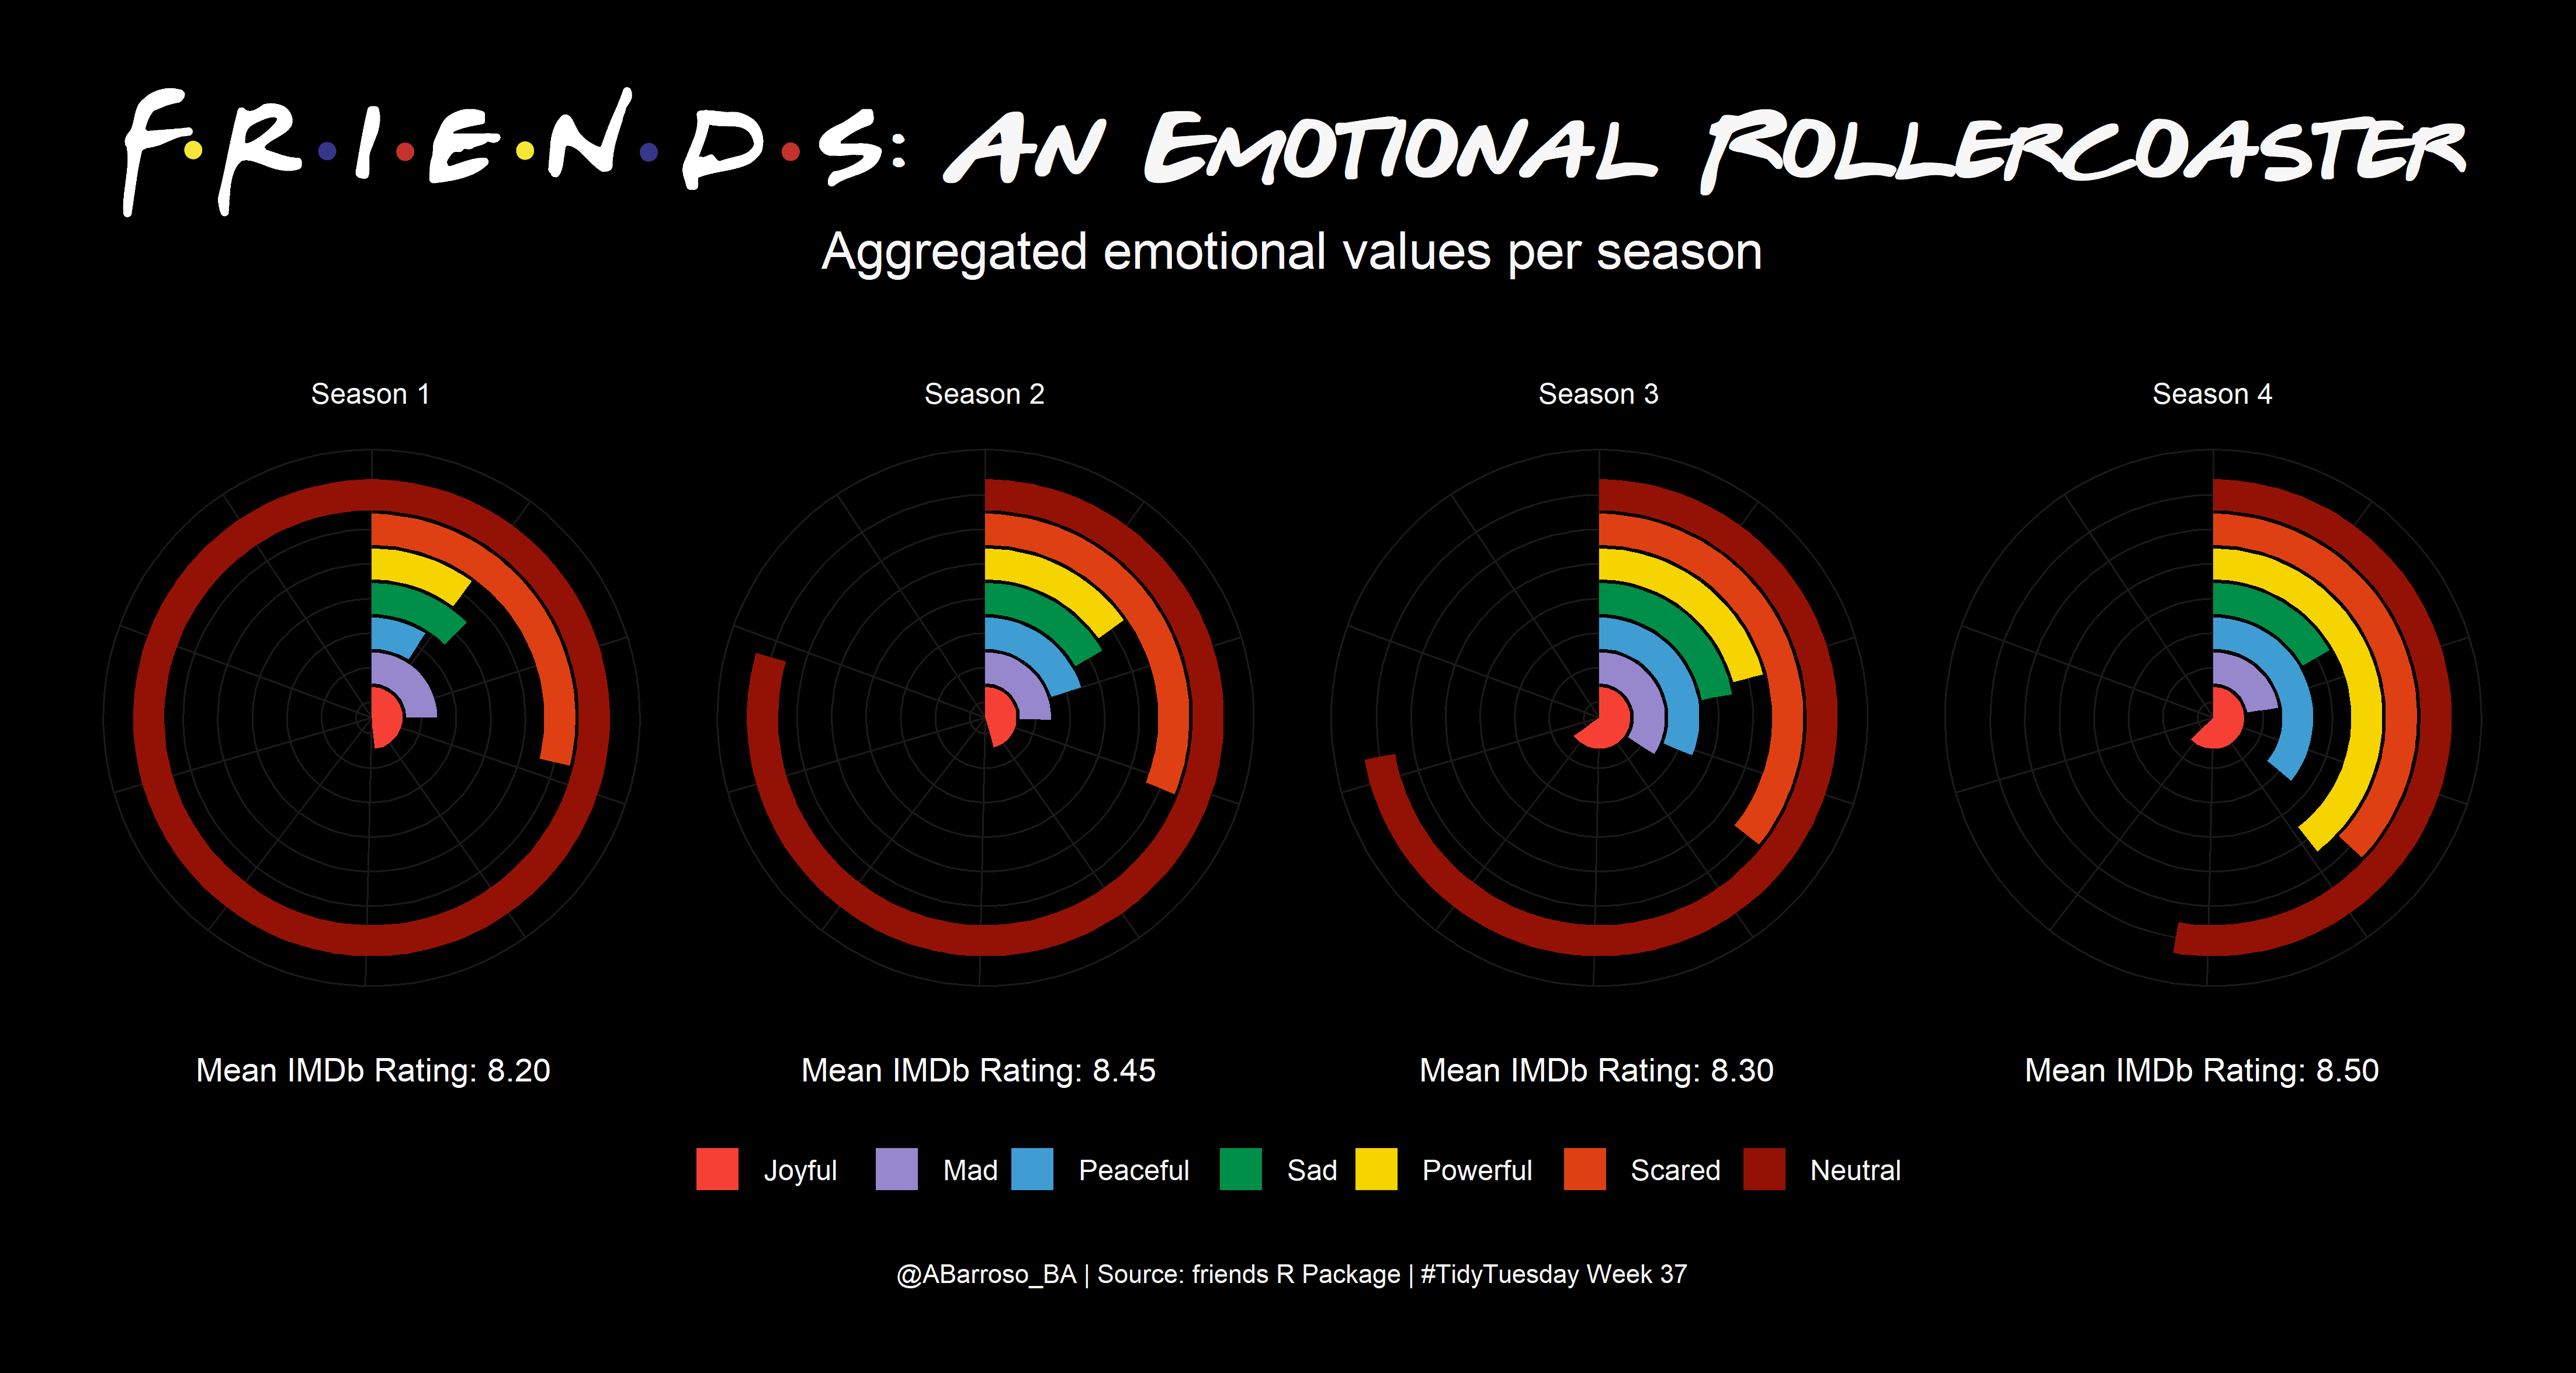 F•R•I•E•N•D•S: An Emotional Rollercoaster
Aggregated emotional values per season
Season 1 Season 2 Season 3 Season 4
Mean IMDb Rating: 8.20 Mean IMDb Rating: 8.45 Mean IMDb Rating: 8.30 Mean IMDb Rating: 8.50
Joyful Mad Peaceful Sad Powerful Scared Neutral
@ABarroso_BA | Source: friends R Package | #TidyTuesday Week 37